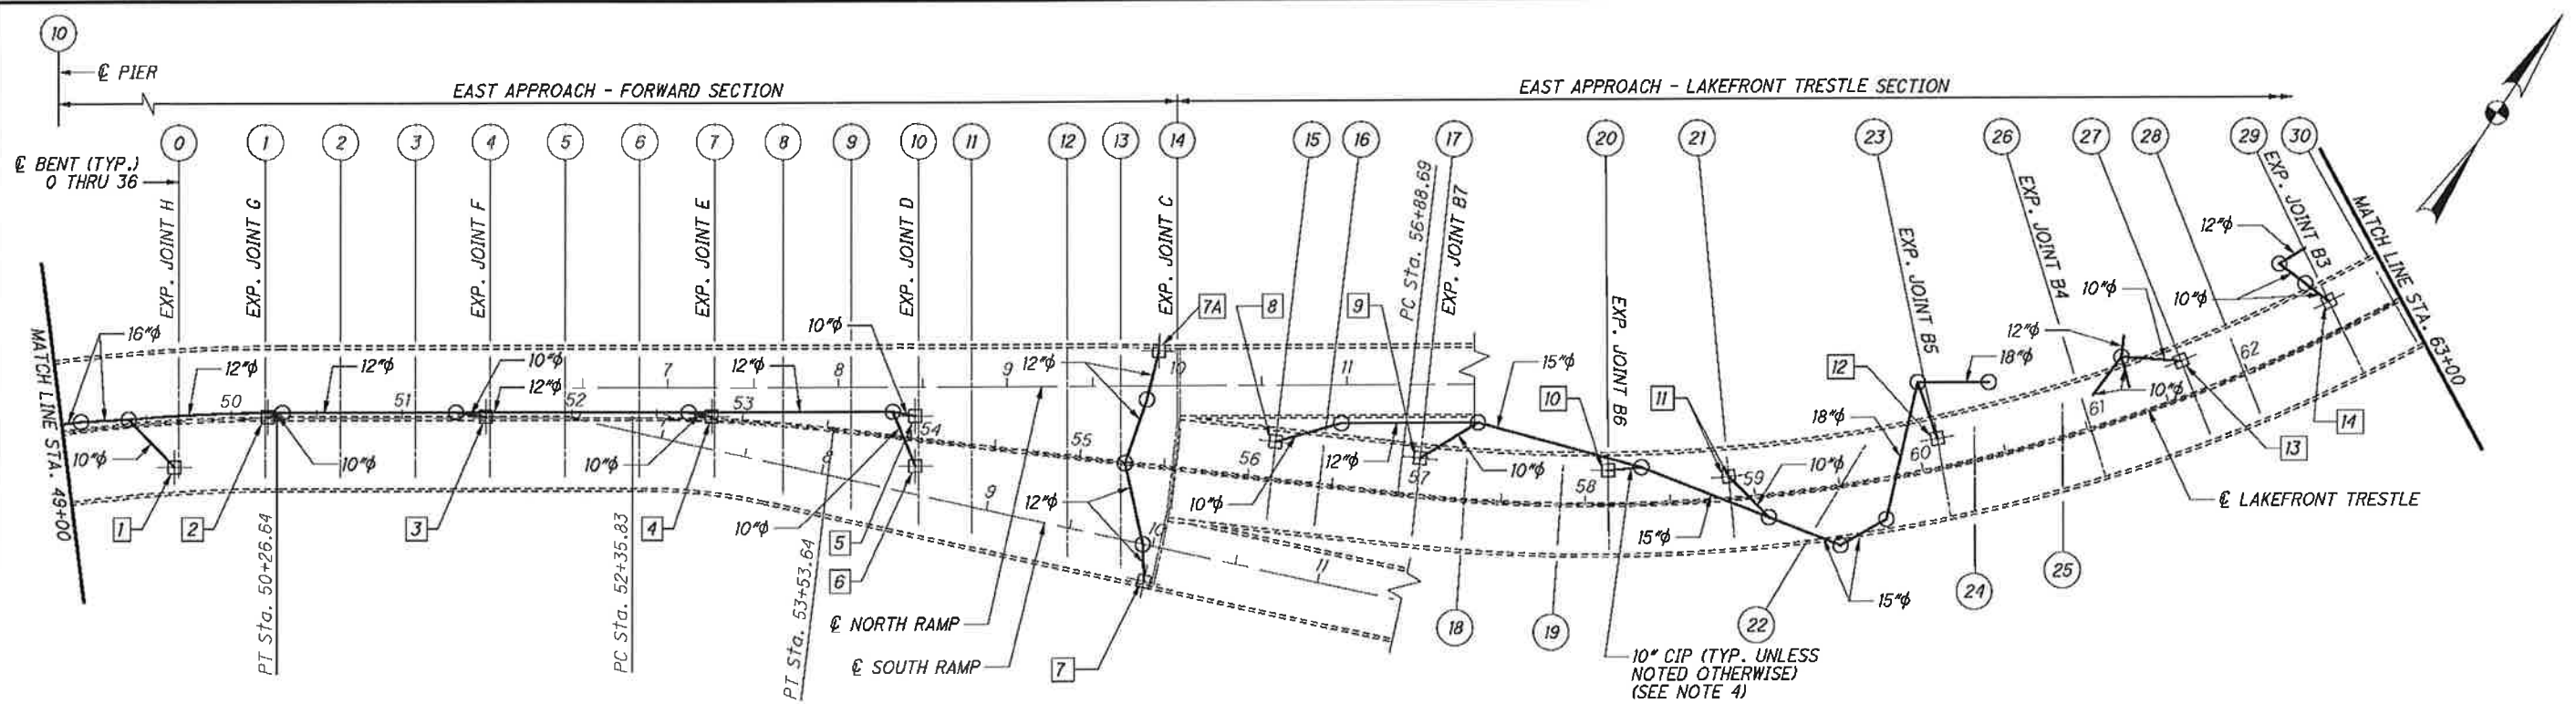 10
℄ PIER
EAST APPROACH - FORWARD SECTION
EAST APPROACH - LAKEFRONT TRESTLE SECTION
℄ BENT (TYP.)
0 THRU 36
0
1
2
3
4
5
6
7
8
9
10
11
12
13
14
15
16
17
20
21
23
26
27
28
29
30
EXP. JOINT H
EXP. JOINT G
EXP. JOINT F
EXP. JOINT E
EXP. JOINT D
EXP. JOINT C
PC Sta. 56+88.69
EXP. JOINT B7
EXP. JOINT B6
EXP. JOINT B5
EXP. JOINT B4
EXP. JOINT B3
MATCH LINE STA. 63+00
MATCH LINE STA. 49+00
16"ϕ
12"ϕ
12"ϕ
10"ϕ
12"ϕ
12"ϕ
10"ϕ
12"ϕ
7A
8
9
15"ϕ
10
11
12
18"ϕ
12"ϕ
10"ϕ
12"ϕ
10"ϕ
14
13
50
51
52
53
54
55
56
57
58
59
60
61
62
7
8
9
10
11
7
8
9
10
11
10"ϕ
10"ϕ
10"ϕ
10"ϕ
12"ϕ
10"ϕ
12"ϕ
10"ϕ
10"ϕ
18"ϕ
10"ϕ
15"ϕ
15"ϕ
1
2
3
4
5
6
7
PT Sta. 50+26.64
PC Sta. 52+35.83
PT Sta. 53+53.64
℄ NORTH RAMP
℄ SOUTH RAMP
℄ LAKEFRONT TRESTLE
18
19
22
24
25
10" CIP (TYP. UNLESS
NOTED OTHERWISE)
(SEE NOTE 4)